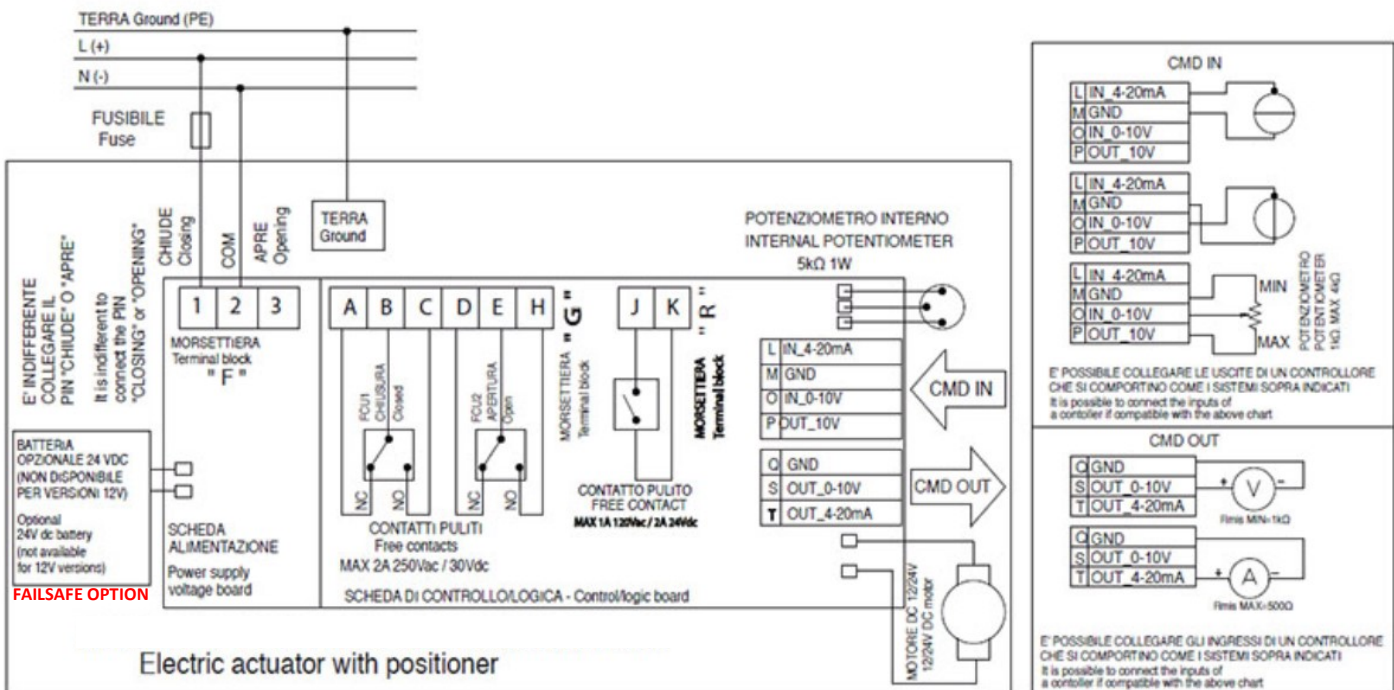 TERRA Ground (PE)
L (+)
N (-)
FUSIBILE
Fuse
E' INDIFFERENTE
COLLEGARE IL
PIN "CHIUDE" O "APRE"
It is indifferent to
connect the PIN
"CLOSING" or "OPENING"
CHIUDE
Closing
COM
APRE
Opening
TERRA
Ground
1 2 3
MORSETTIERA
Terminal block
"F"
BATTERIA
OPZIONALE 24 VDC
(NON DISPONIBILE
PER VERSIONI 12V)
Optional
24V dc battery
(not available
for 12V versions)
FAILSAFE OPTION
SCHEDA
ALIMENTAZIONE
Power supply
voltage board
A B C D E H
"G"
MORSETTIERA
Terminal block
FCU1
CHIUSURA
Closed
NC
NO
FCU2
APERTURA
Open
NC
NO
CONTATTI PULITI
Free contacts
MAX 2A 250Vac / 30Vdc
J K
"R"
MORSETTIERA
Terminal block
CONTATTO PULITO
FREE CONTACT
MAX 1A 120Vac / 2A 24Vdc
SCHEDA DI CONTROLLO/LOGICA - Control/logic board
POTENZIOMETRO INTERNO
INTERNAL POTENTIOMETER
5kΩ 1W
L IN_4-20mA
M GND
O IN_0-10V
P OUT_10V
CMD IN
Q GND
S OUT_0-10V
T OUT_4-20mA
CMD OUT
MOTORE DC 12/24V
12/24V DC motor
Electric actuator with positioner
CMD IN
L IN_4-20mA
M GND
O IN_0-10V
P OUT_10V
L IN_4-20mA
M GND
O IN_0-10V
P OUT_10V
L IN_4-20mA
M GND
O IN_0-10V
P OUT_10V
MIN
MAX
POTENZIOMETRO
POTENTIOMETER
1kΩ MAX 4kΩ
E' POSSIBILE COLLEGARE LE USCITE DI UN CONTROLLORE
CHE SI COMPORTINO COME I SISTEMI SOPRA INDICATI
It is possible to connect the inputs of
a contoller if compatible with the above chart
CMD OUT
Q GND
S OUT_0-10V
T OUT_4-20mA
+ V -
Rmis MIN=1kΩ
Q GND
S OUT_0-10V
T OUT_4-20mA
+ A -
Rmis MAX=500Ω
E' POSSIBILE COLLEGARE GLI INGRESSI DI UN CONTROLLORE
CHE SI COMPORTINO COME I SISTEMI SOPRA INDICATI
It is possible to connect the inputs of
a contoller if compatible with the above chart